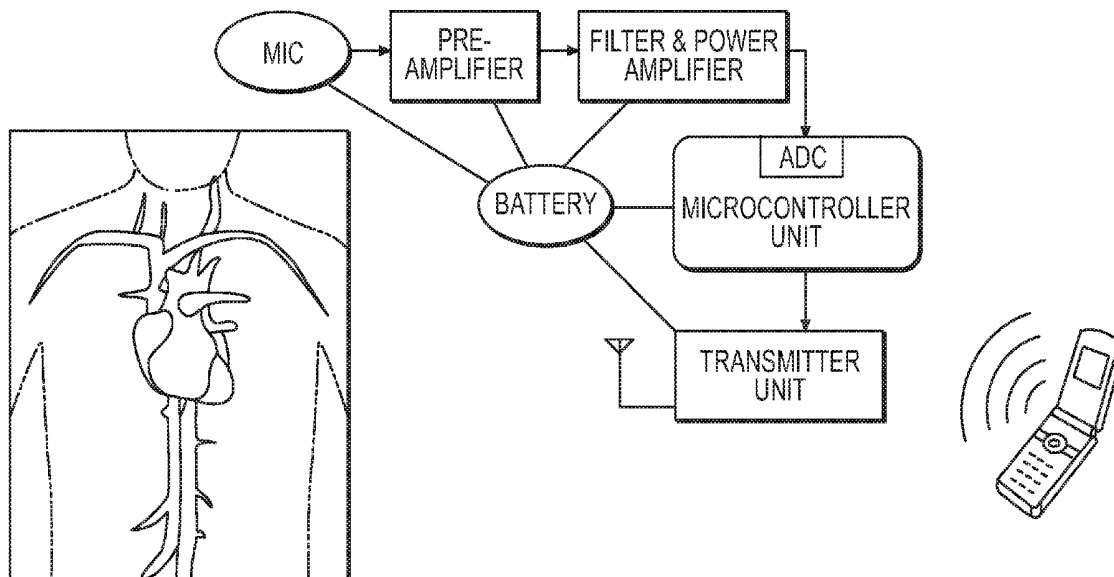 MIC
PRE-
AMPLIFIER
FILTER & POWER
AMPLIFIER
ADC
BATTERY
MICROCONTROLLER
UNIT
TRANSMITTER
UNIT